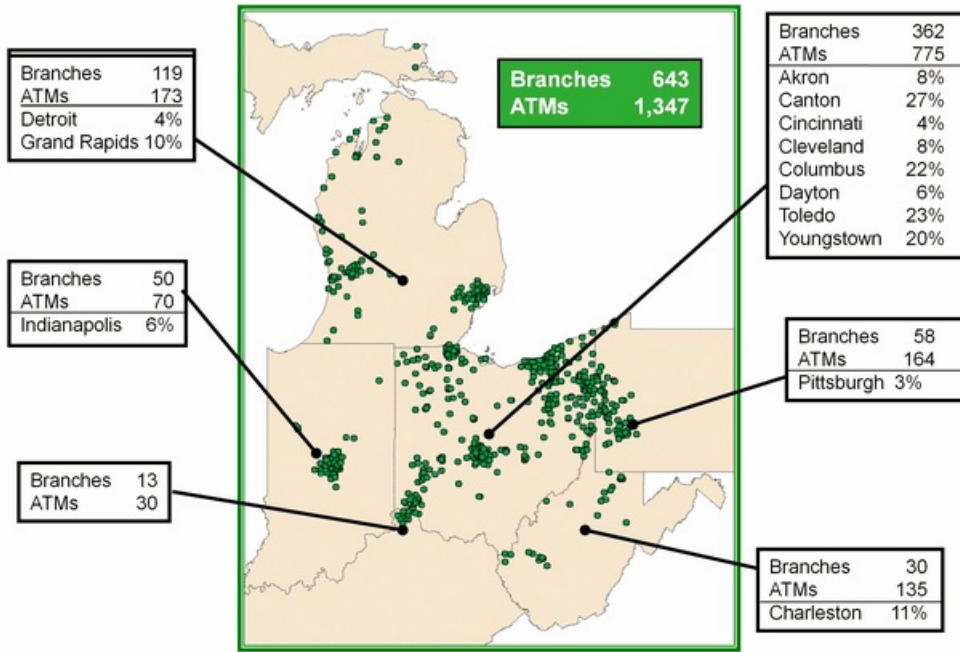 Branches 119
ATMs 173
Detroit 4%
Grand Rapids 10%
Branches 50
ATMs 70
Indianapolis 6%
Branches 13
ATMs 30
Branches 643
ATMs 1,347
Branches 362
ATMs 775
Akron 8%
Canton 27%
Cincinnati 4%
Cleveland 8%
Columbus 22%
Dayton 6%
Toledo 23%
Youngstown 20%
Branches 58
ATMs 164
Pittsburgh 3%
Branches 30
ATMs 135
Charleston 11%